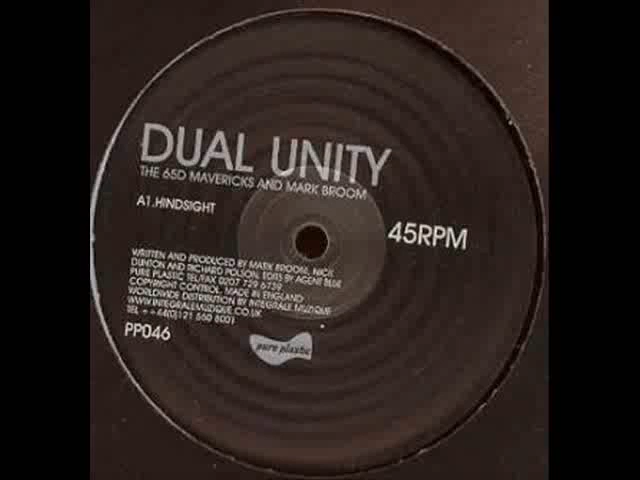 DUAL UNITY
THE 65D MAVERICKS AND MARK BROOM
A1.HINDSIGHT
45RPM
WRITTEN AND PRODUCED BY MARK BROOM, NICK
DUNTON AND RICHARD POLSON. EDITS BY AGENT BLUE
PURE PLASTIC TEL/FAX 0207 729 6739
COPYRIGHT CONTROL. MADE IN ENGLAND
WORLDWIDE DISTRIBUTION BY INTEGRALE MUZIQUE
WWW.INTEGRALEMUZIQUE.CO.UK
TEL ++44(0)121 550 8001
PP046
pure plastic